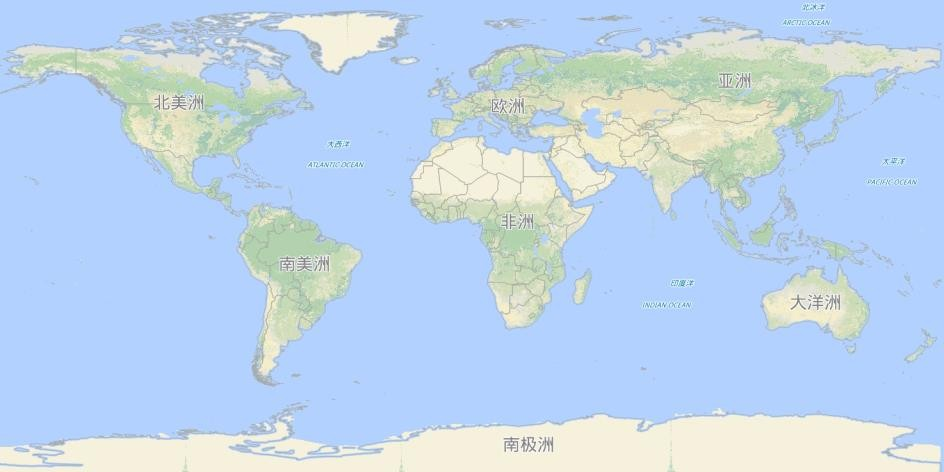 北冰洋
ARCTIC OCEAN
亚洲
北美洲
欧洲
大西洋
ATLANTIC OCEAN
太平洋
PACIFIC OCEAN
非洲
南美洲
印度洋
INDIAN OCEAN
大洋洲
南极洲